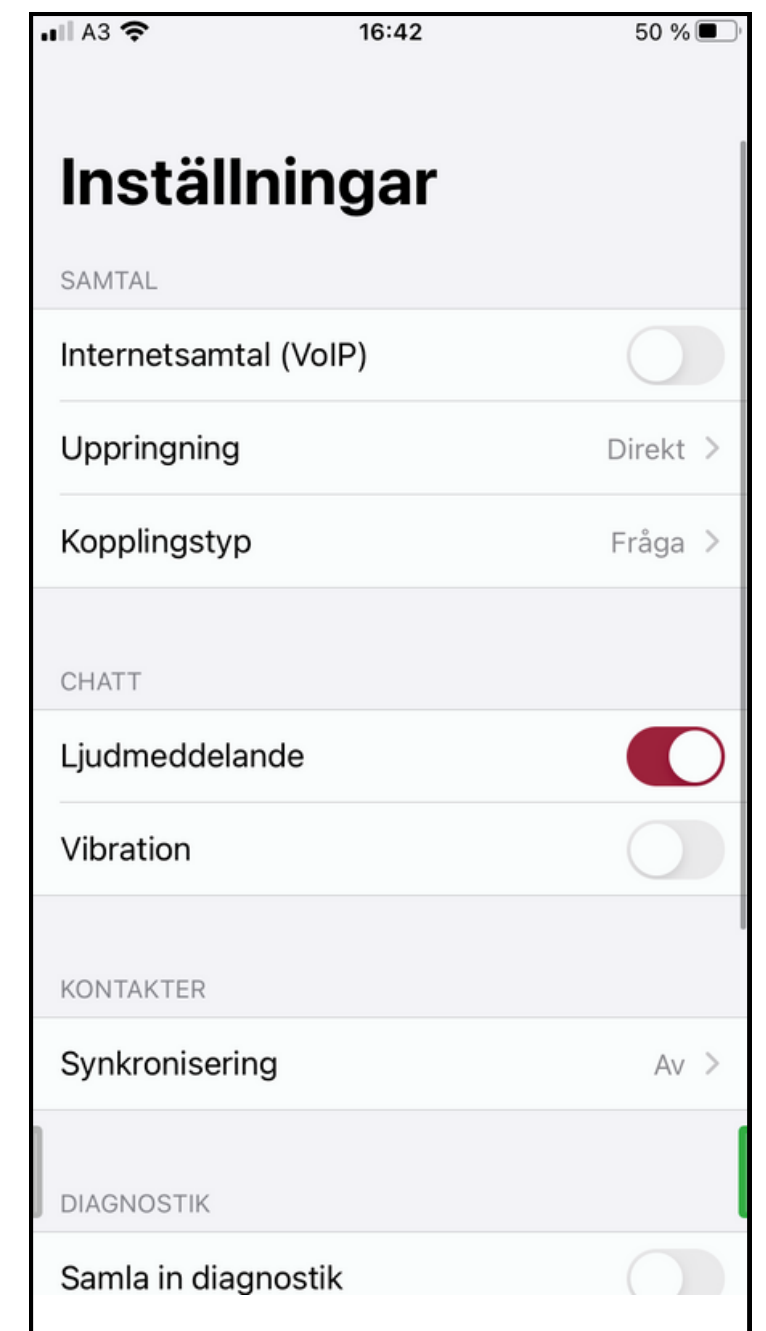 A3 16:42 50 %
Inställningar
SAMTAL
Internetsamtal (VoIP)
Uppringning Direkt
Kopplingstyp Fråga
CHATT
Ljudmeddelande
Vibration
KONTAKTER
Synkronisering Av
DIAGNOSTIK
Samla in diagnostik